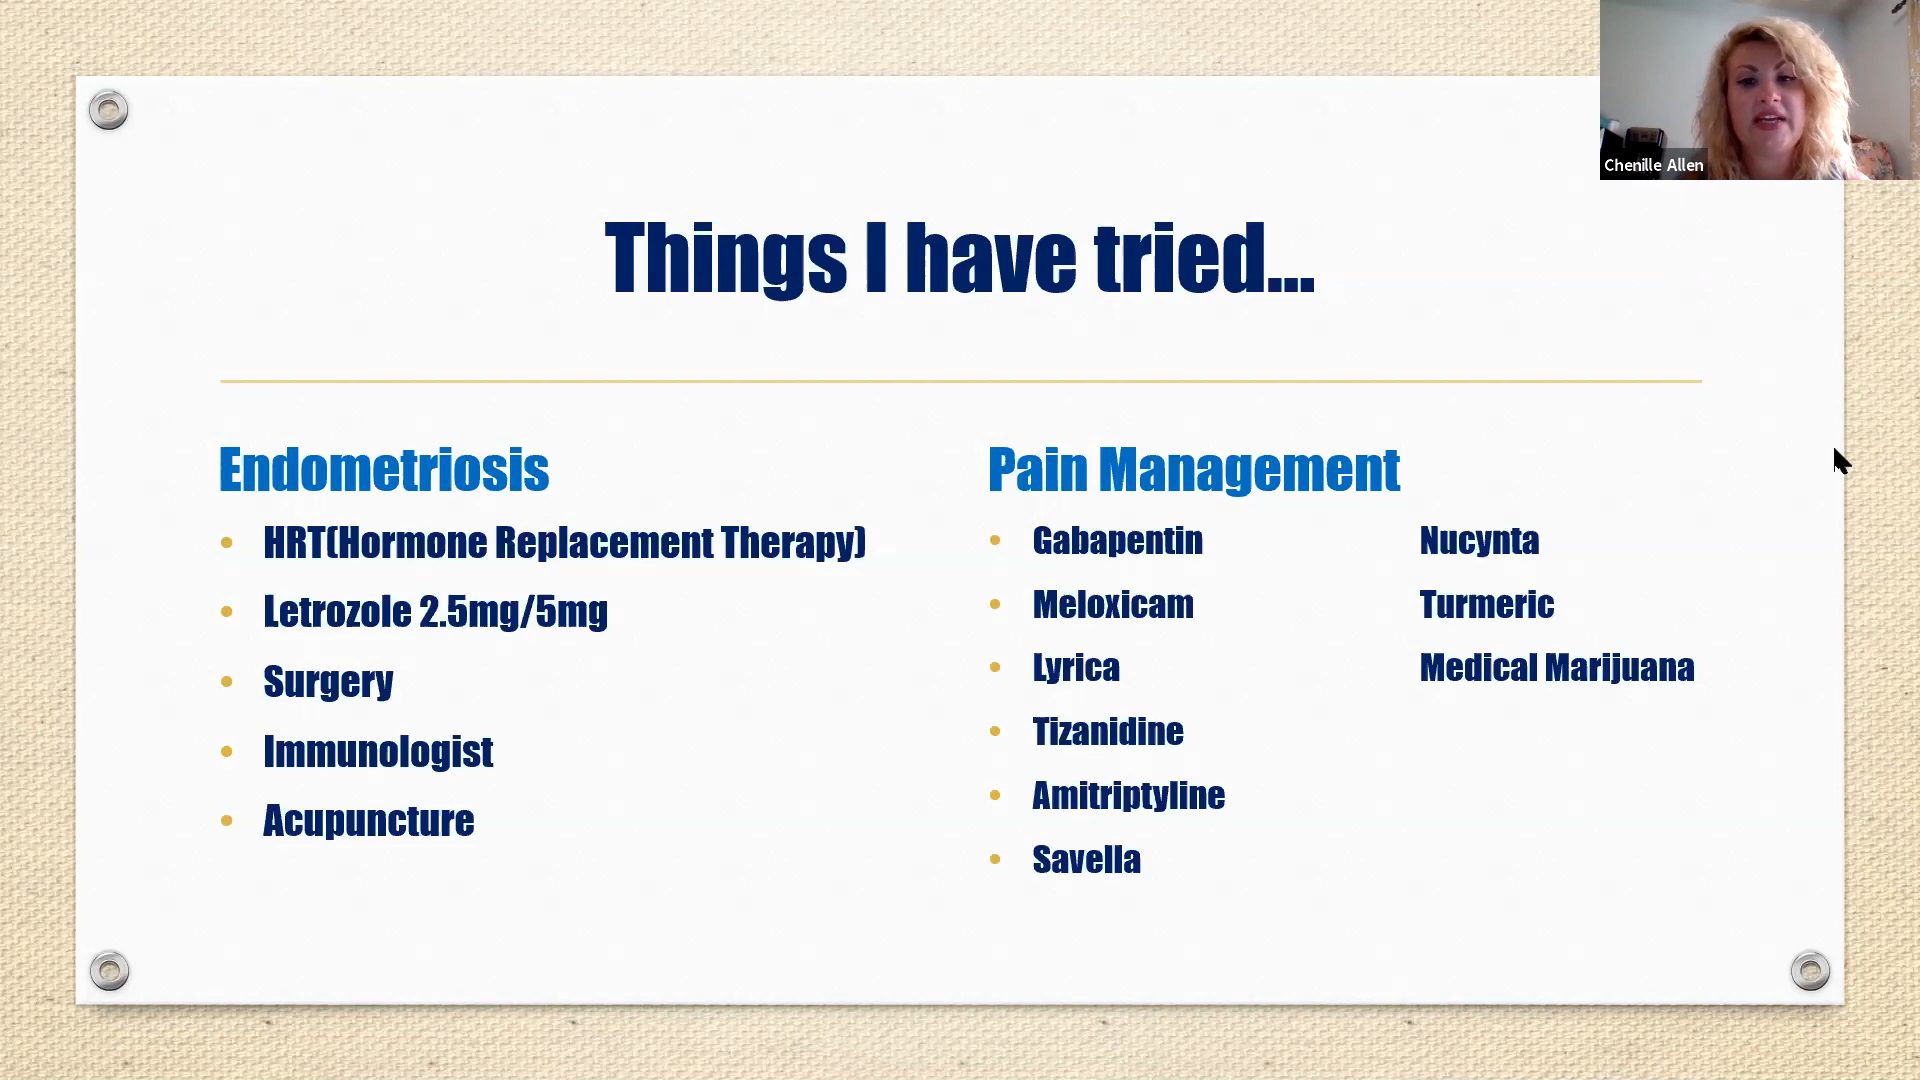 Chenille Allen
Things I have tried...
Endometriosis
• HRT(Hormone Replacement Therapy)
• Letrozole 2.5mg/5mg
• Surgery
• Immunologist
• Acupuncture
Pain Management
• Gabapentin Nucynta
• Meloxicam Turmeric
• Lyrica Medical Marijuana
• Tizanidine
• Amitriptyline
• Savella